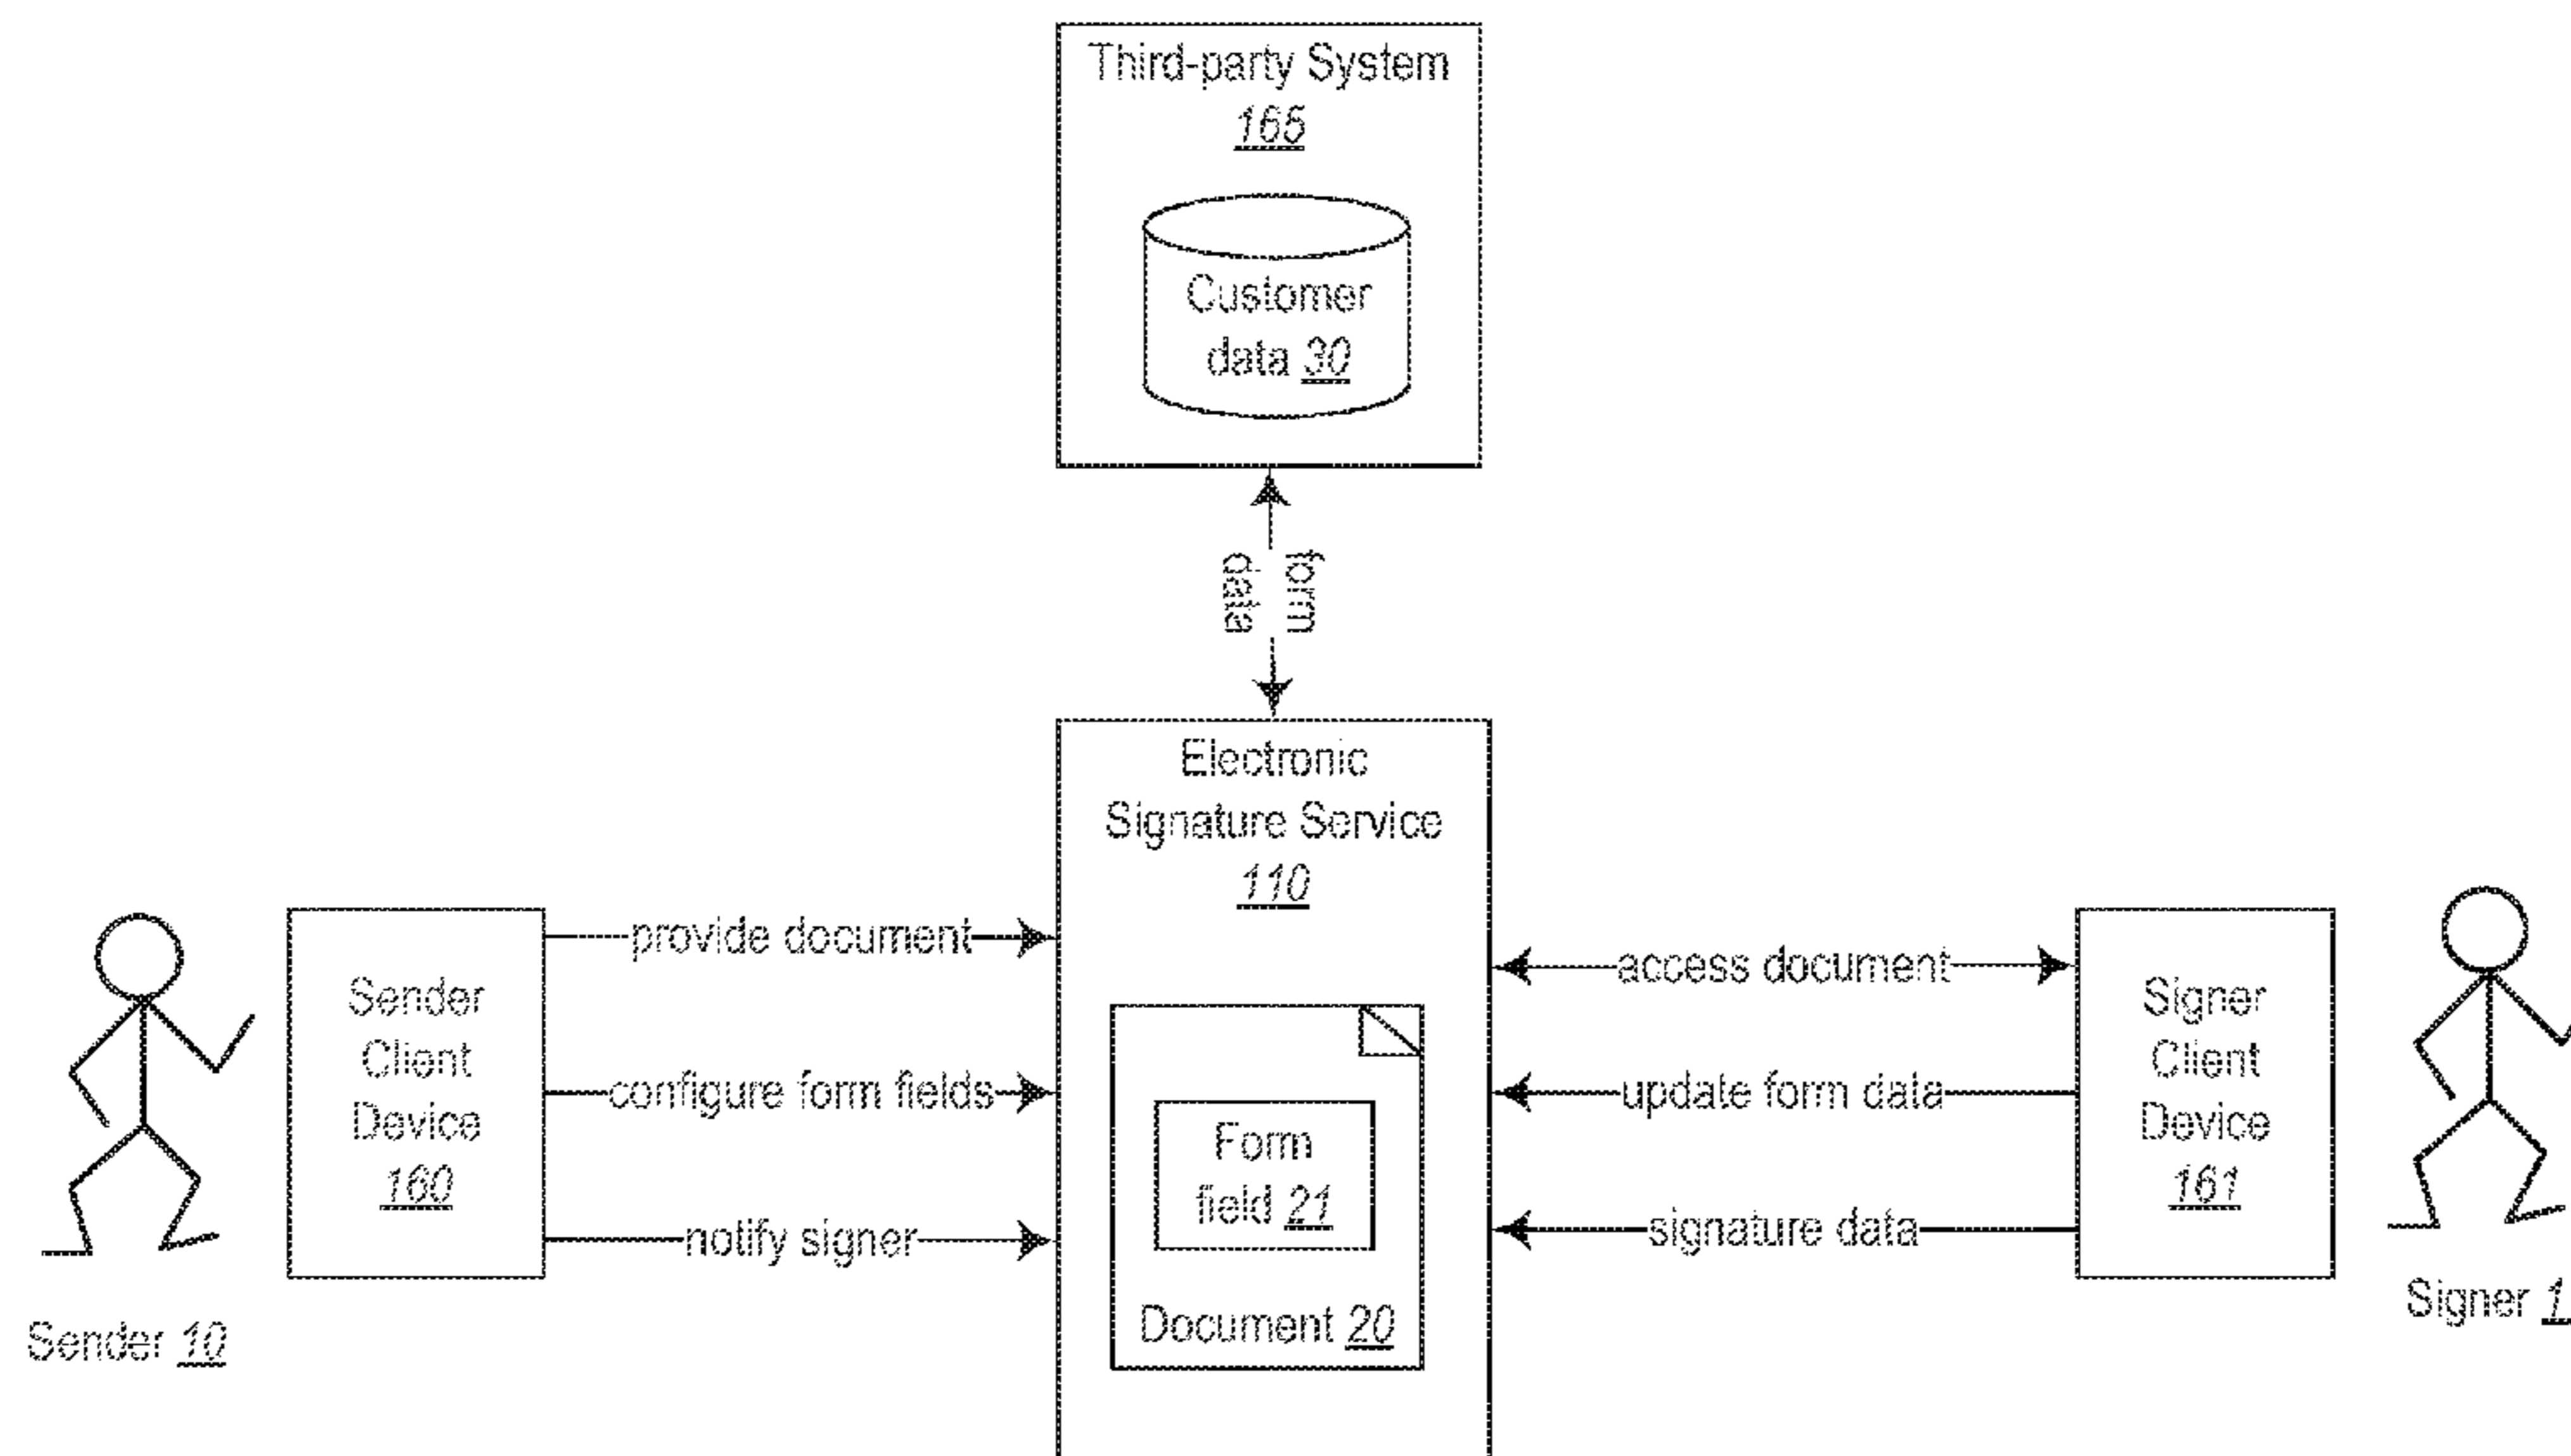 Third-party System
165
Customer
data 30
form
data
Electronic
Signature Service
110
provide document
configure form fields
notify signer
Sender
Client
Device
160
Sender 10
Form
field 21
Document 20
access document
update form data
signature data
Signer
Client
Device
161
Signer 1